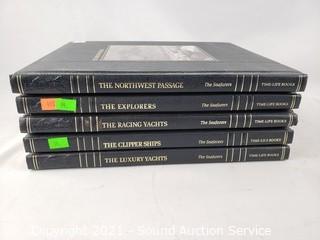 THE NORTHWEST PASSAGE The Seafarers TIME-LIFE BOOKS
THE EXPLORERS The Seafarers TIME-LIFE BOOKS
THE RACING YACHTS The Seafarers TIME-LIFE BOOKS
THE CLIPPER SHIPS The Seafarers TIME-LIFE BOOKS
THE LUXURY YACHTS The Seafarers TIME-LIFE BOOKS
Copyright 2021 - Sound Auction Service